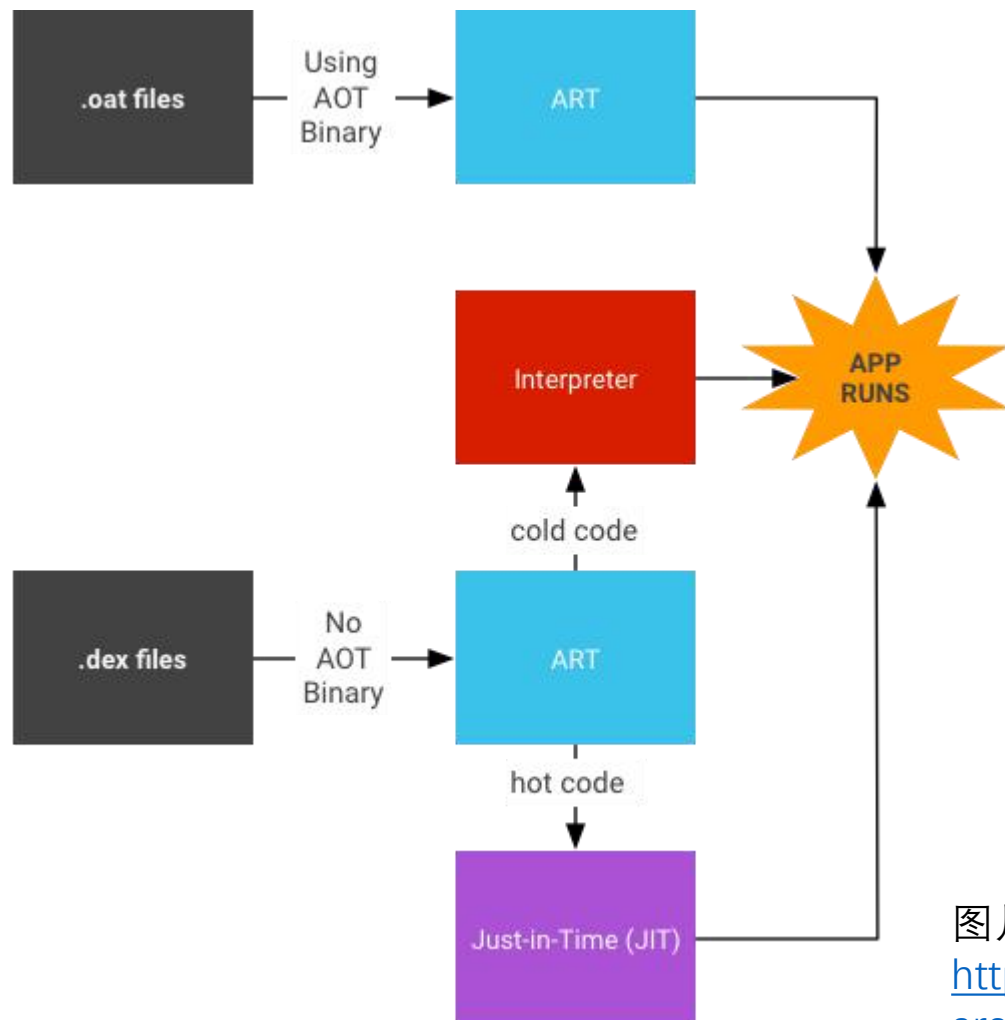 .oat files
Using
AOT
Binary
ART
Interpreter
APP
RUNS
cold code
.dex files
No
AOT
Binary
ART
hot code
Just-in-Time (JIT)